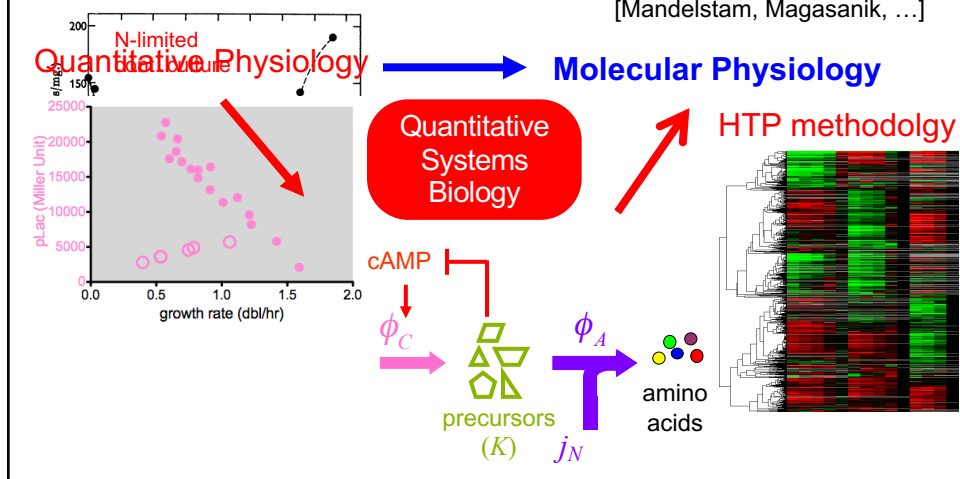 [Mandelstam, Magasanik, …]
200
N-limited
Quantitative Physiology
Molecular Physiology
150
HTP methodolgy
Quantitative
Systems
Biology
25000
20000
15000
10000
5000
0
pLac (Miller Unit)
0.0 0.5 1.0 1.5 2.0
growth rate (dbl/hr)
cAMP
ϕC
ϕA
precursors
(K)
jN
amino
acids